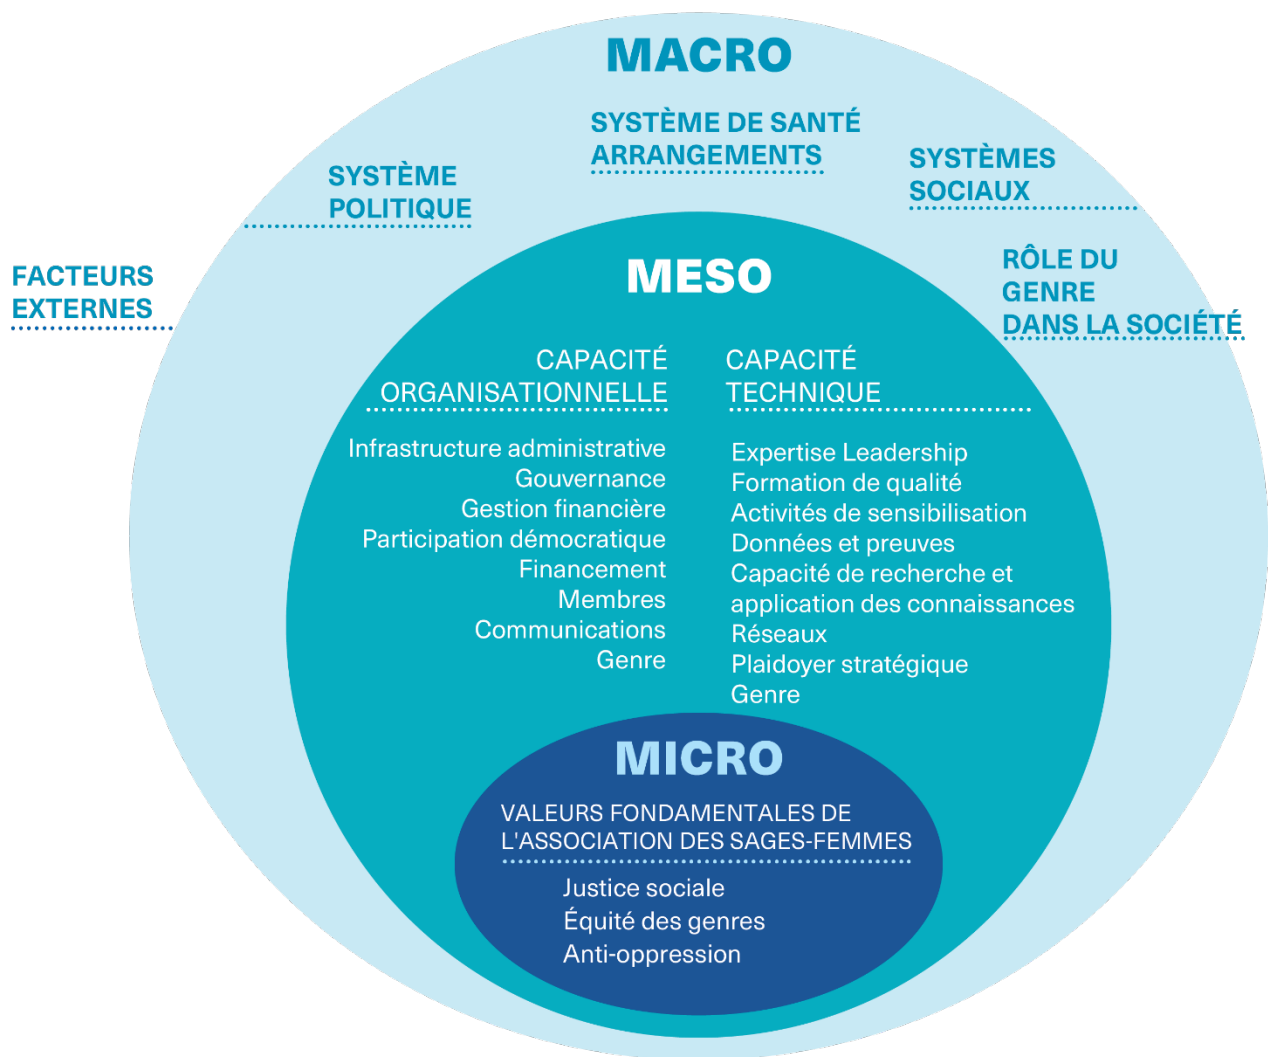 MACRO
SYSTÈME DE SANTÉ
ARRANGEMENTS
SYSTÈME
POLITIQUE
SYSTÈMES
SOCIAUX
FACTEURS
EXTERNES
RÔLE DU
GENRE
DANS LA SOCIÉTÉ
MESO
CAPACITÉ
ORGANISATIONNELLE
Infrastructure administrative
Gouvernance
Gestion financière
Participation démocratique
Financement
Membres
Communications
Genre
CAPACITÉ
TECHNIQUE
Expertise Leadership
Formation de qualité
Activités de sensibilisation
Données et preuves
Capacité de recherche et
application des connaissances
Réseaux
Plaidoyer stratégique
Genre
MICRO
VALEURS FONDAMENTALES DE
L'ASSOCIATION DES SAGES-FEMMES
Justice sociale
Équité des genres
Anti-oppression